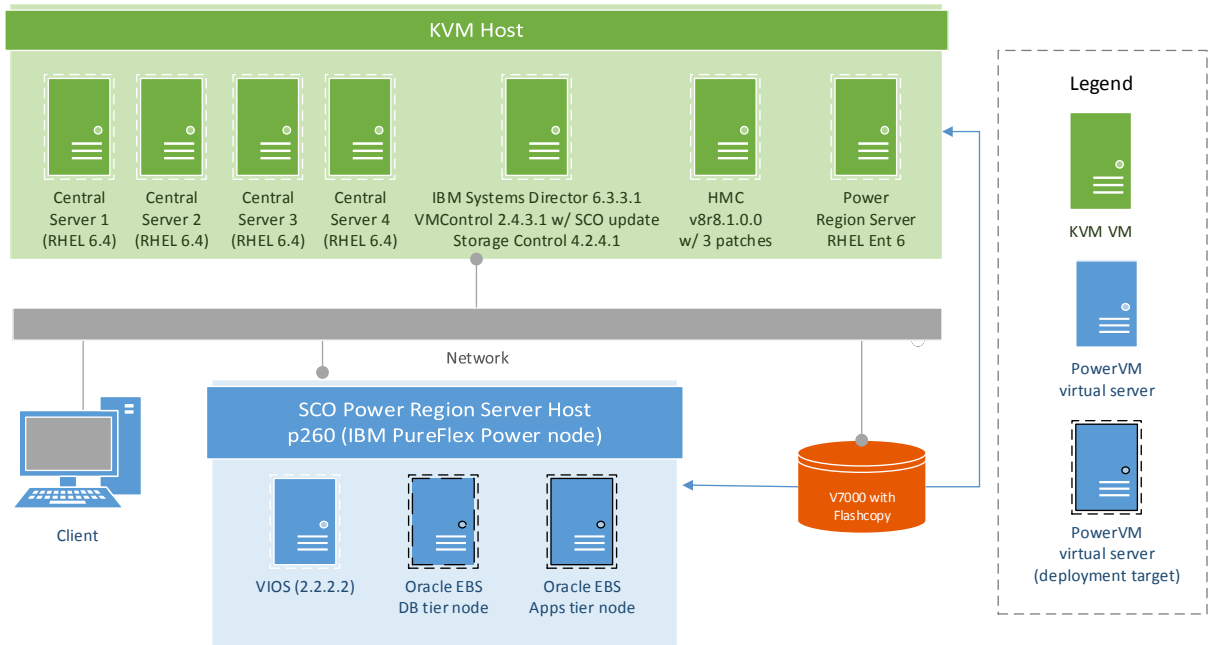 KVM Host
Central
Server 1
(RHEL 6.4)
Central
Server 2
(RHEL 6.4)
Central
Server 3
(RHEL 6.4)
Central
Server 4
(RHEL 6.4)
IBM Systems Director 6.3.3.1
VMControl 2.4.3.1 w/ SCO update
Storage Control 4.2.4.1
HMC
v8r8.1.0.0
w/ 3 patches
Power
Region Server
RHEL Ent 6
Network
Client
SCO Power Region Server Host
p260 (IBM PureFlex Power node)
VIOS (2.2.2.2)
Oracle EBS
DB tier node
Oracle EBS
Apps tier node
V7000 with
Flashcopy
Legend
KVM VM
PowerVM
virtual server
PowerVM
virtual server
(deployment target)